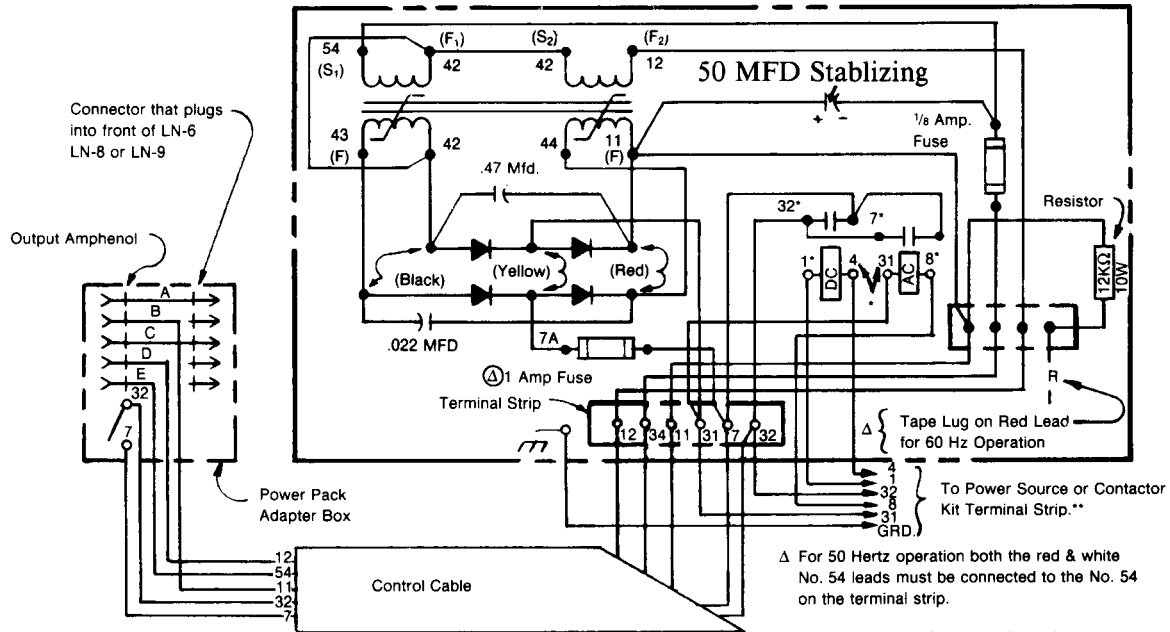 54
(S1)
(F1)
42
(S2)
42
(F2)
12
50 MFD Stablizing
+ -
1/8 Amp.
Fuse
Connector that plugs
into front of LN-6
LN-8 or LN-9
43
(F)
42
44
11
(F)
.47 Mfd.
Resistor
32*
7*
Output Amphenol
(Black)
(Yellow)
(Red)
1*
DC
4
31
AC
8*
*
12KΩ
10W
A
B
C
D
E
32
7
.022 MFD
7A
Δ 1 Amp Fuse
Terminal Strip
12
34
11
31
7
32
R
Δ
Tape Lug on Red Lead
for 60 Hz Operation
Power Pack
Adapter Box
4
1
32
8
31
GRD.
To Power Source or Contactor
Kit Terminal Strip.**
12
54
11
32
7
Control Cable
Δ For 50 Hertz operation both the red & white
No. 54 leads must be connected to the No. 54
on the terminal strip.